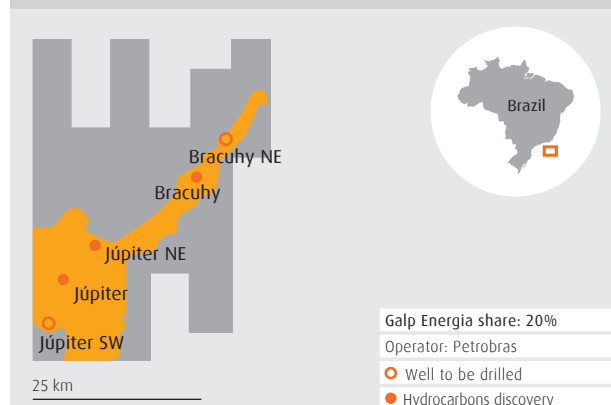 Brazil
Bracuhy NE
Bracuhy
Júpiter NE
Júpiter
Júpiter SW
25 km
Galp Energia share: 20%
Operator: Petrobras
Well to be drilled
Hydrocarbons discovery